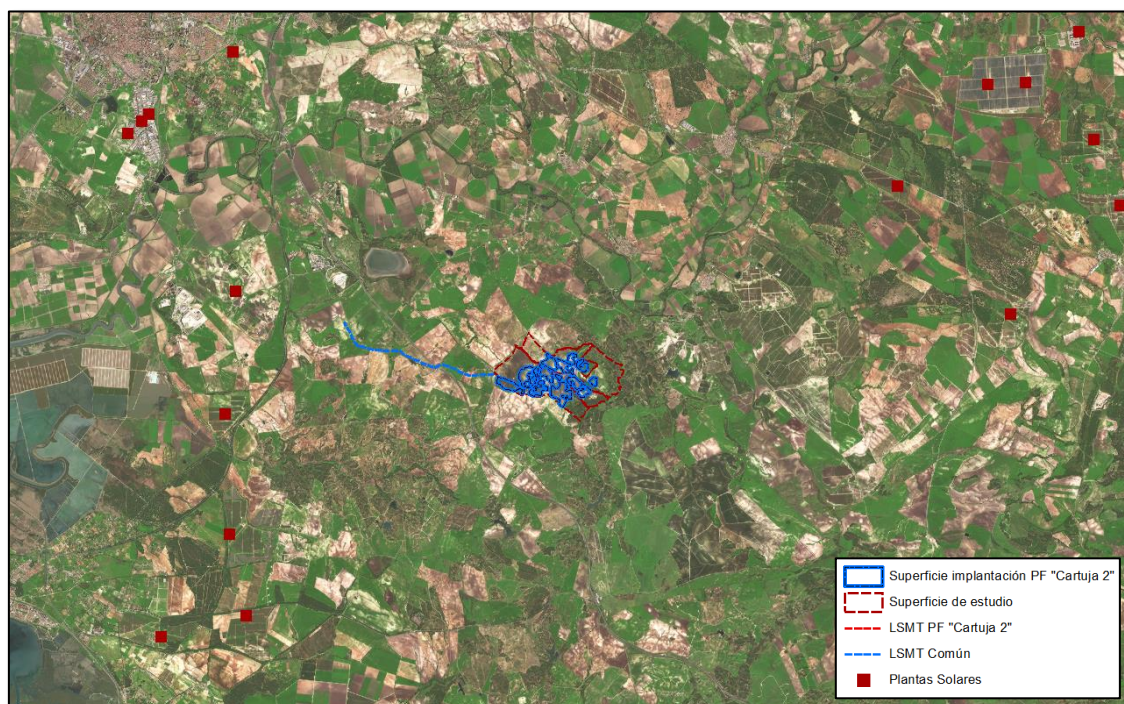 Superficie implantación PF "Cartuja 2"
Superficie de estudio
LSMT PF "Cartuja 2"
LSMT Común
Plantas Solares